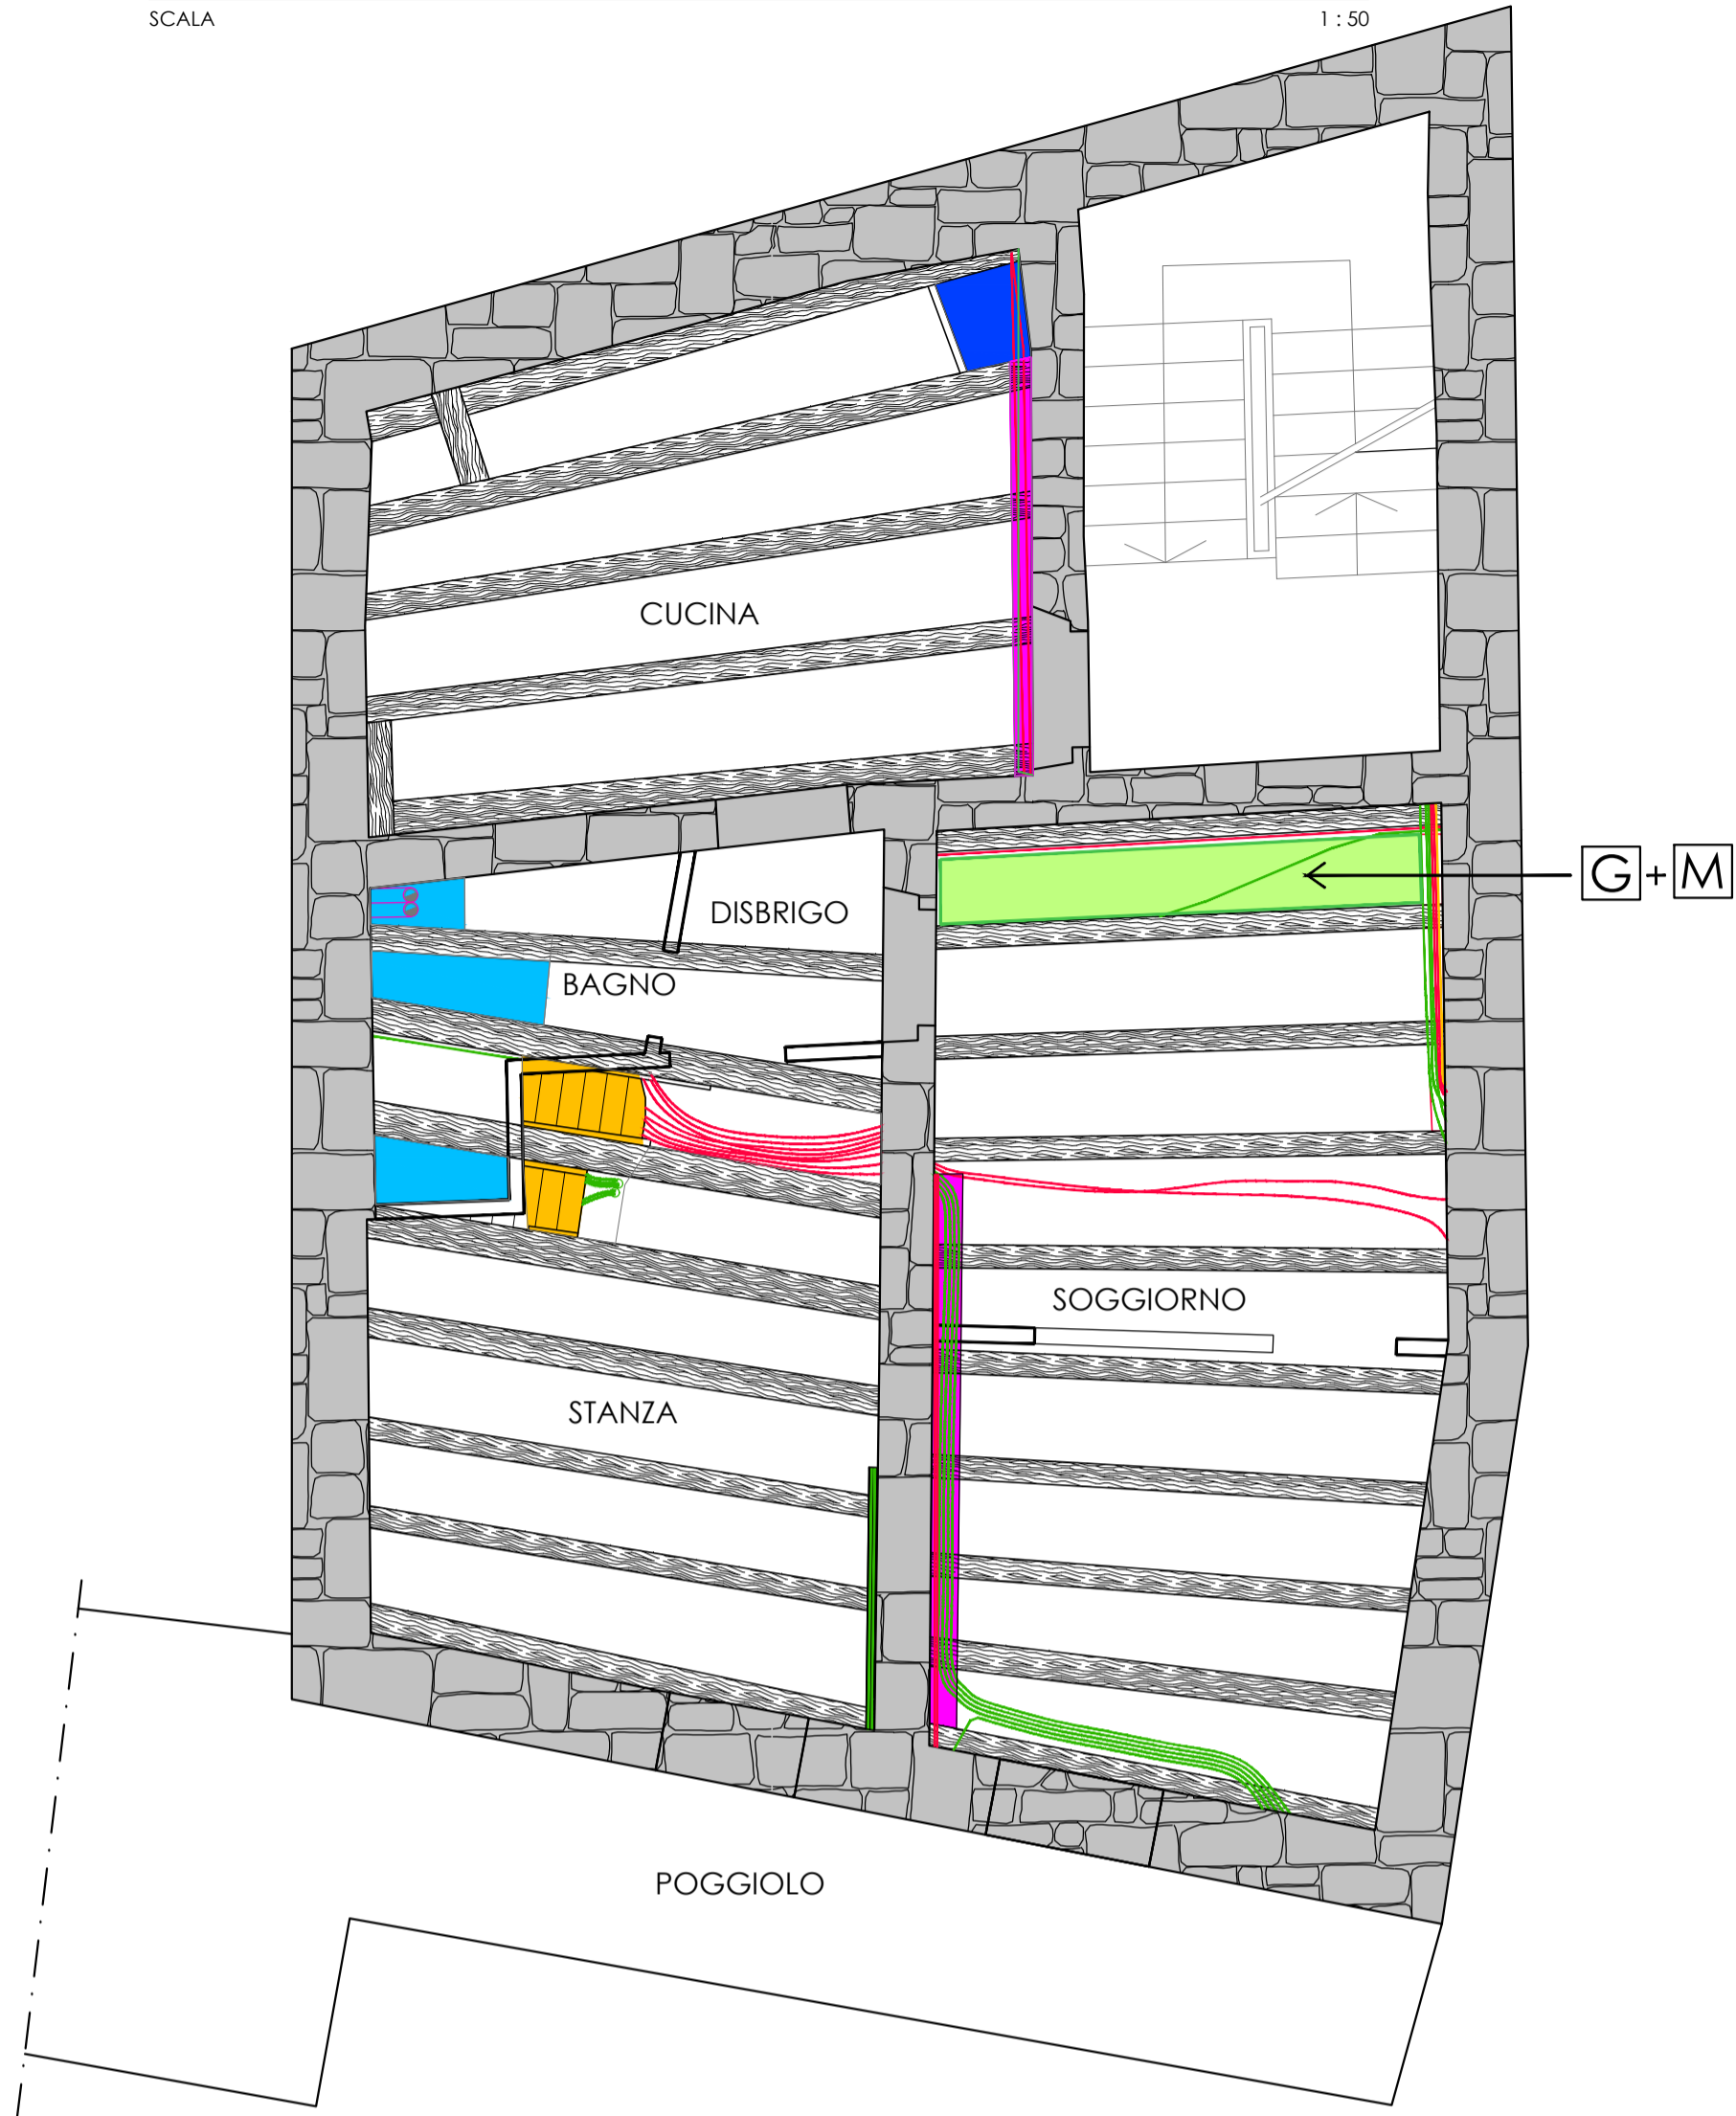 SCALA 1 : 50
CUCINA
G + M
DISBRIGO
BAGNO
SOGGIORNO
STANZA
POGGIOLO